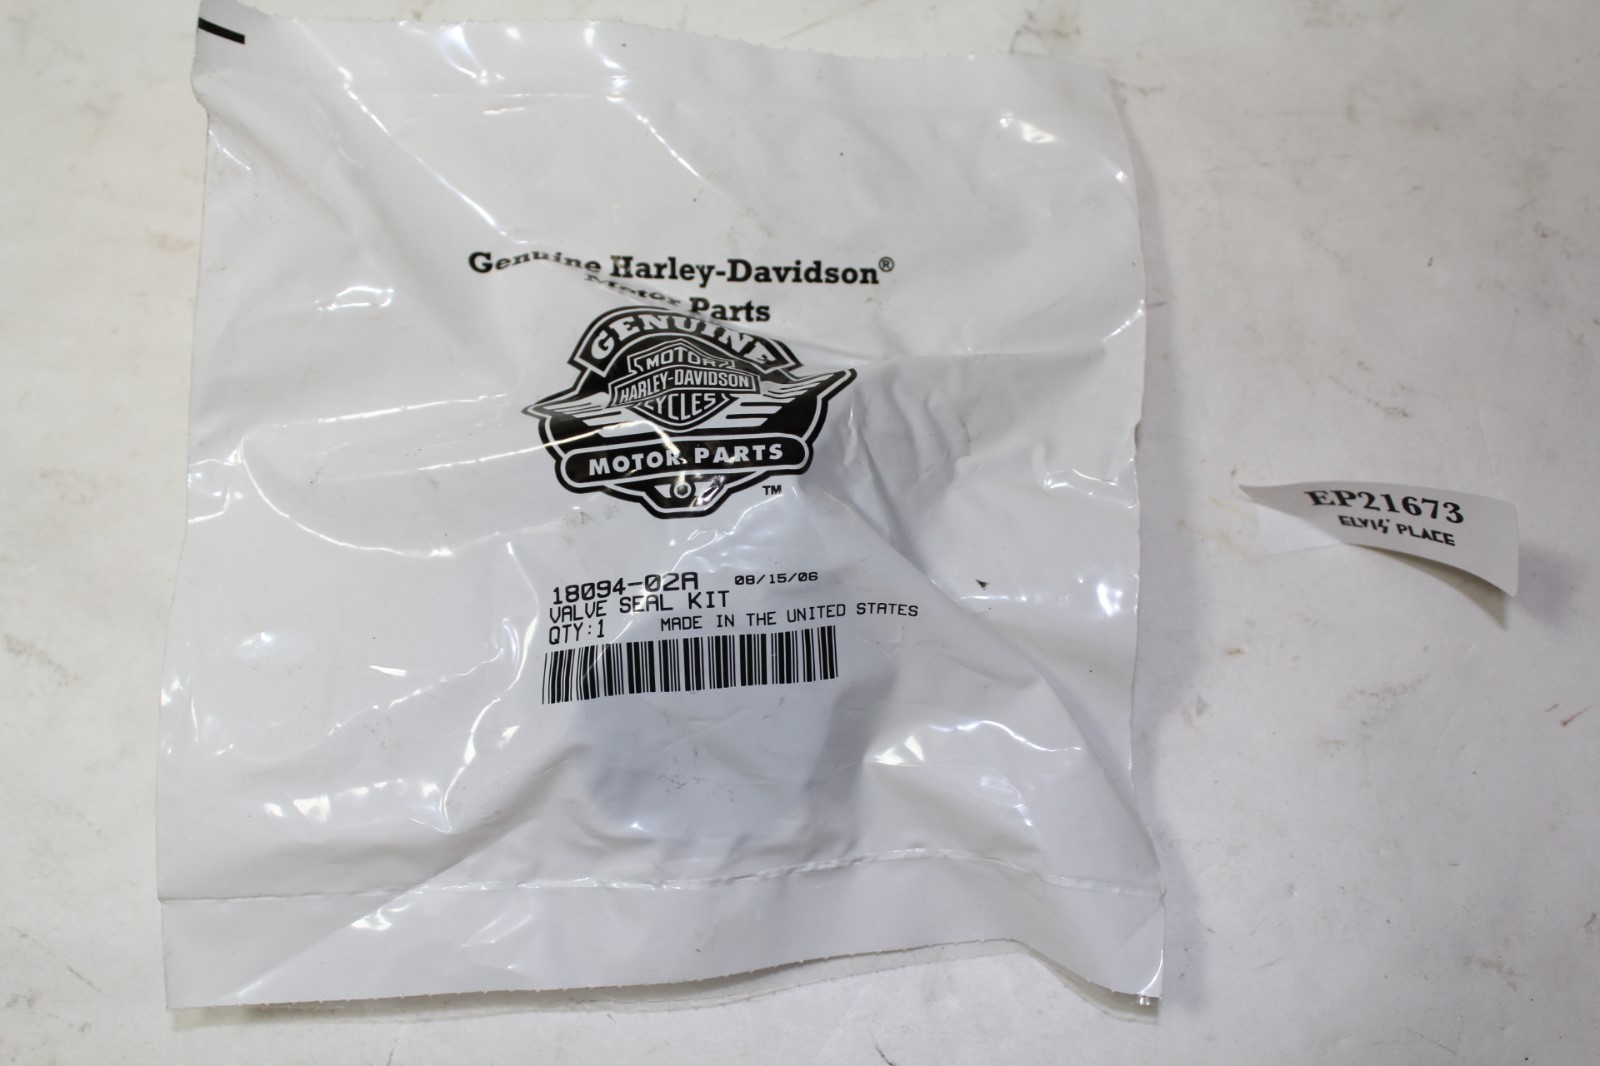 Genuine Harley-Davidson®
Motor Parts
GENUINE
MOTOR
HARLEY-DAVIDSON
CYCLES
MOTOR PARTS
TM
18094-02A 08/15/06
VALVE SEAL KIT
QTY:1 MADE IN THE UNITED STATES
EP21673
ELVIS' PLACE